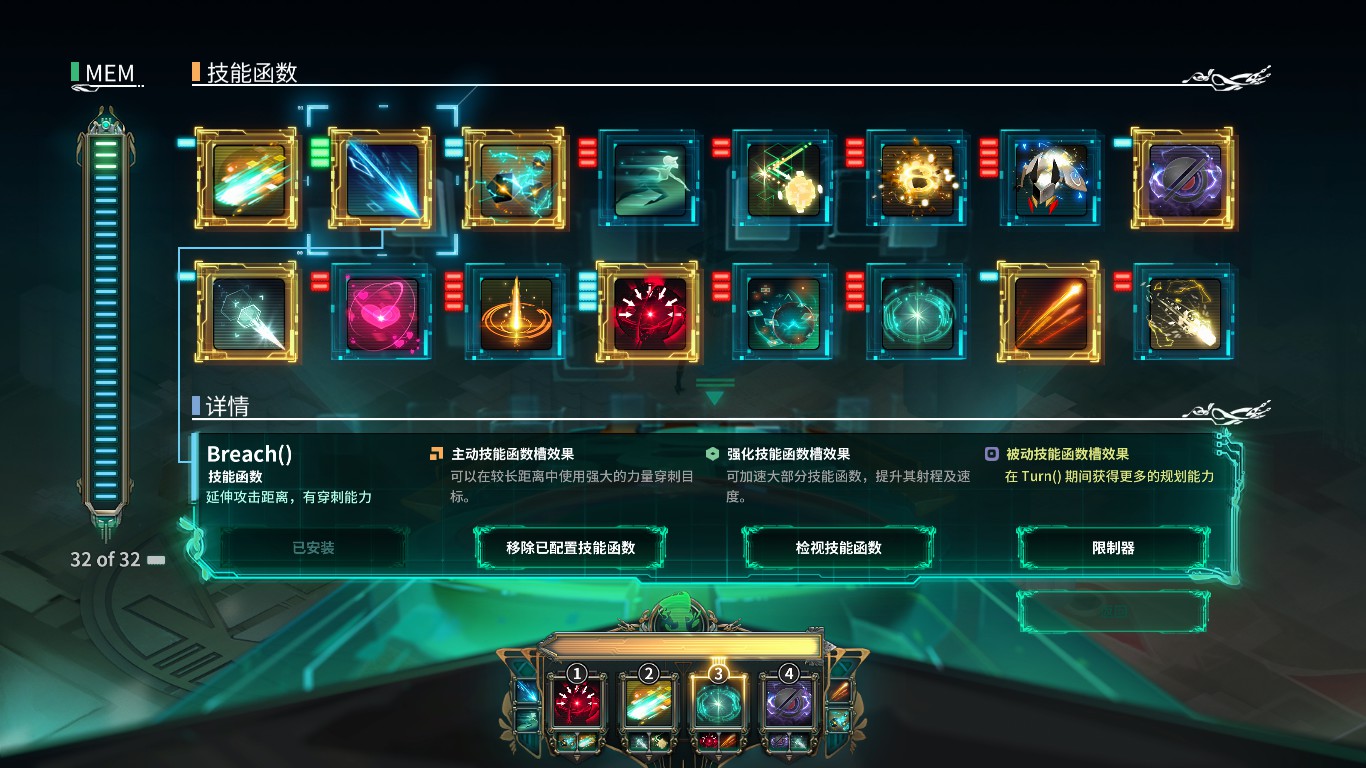 MEM
技能函数
详情
Breach()
技能函数
延伸攻击距离，有穿刺能力
主动技能函数槽效果
可以在较长距离中使用强大的力量穿刺目
标。
强化技能函数槽效果
可加速大部分技能函数，提升其射程及速
度。
被动技能函数槽效果
在 Turn() 期间获得更多的规划能力
已安装
移除已配置技能函数
检视技能函数
限制器
32 of 32
1
2
3
4